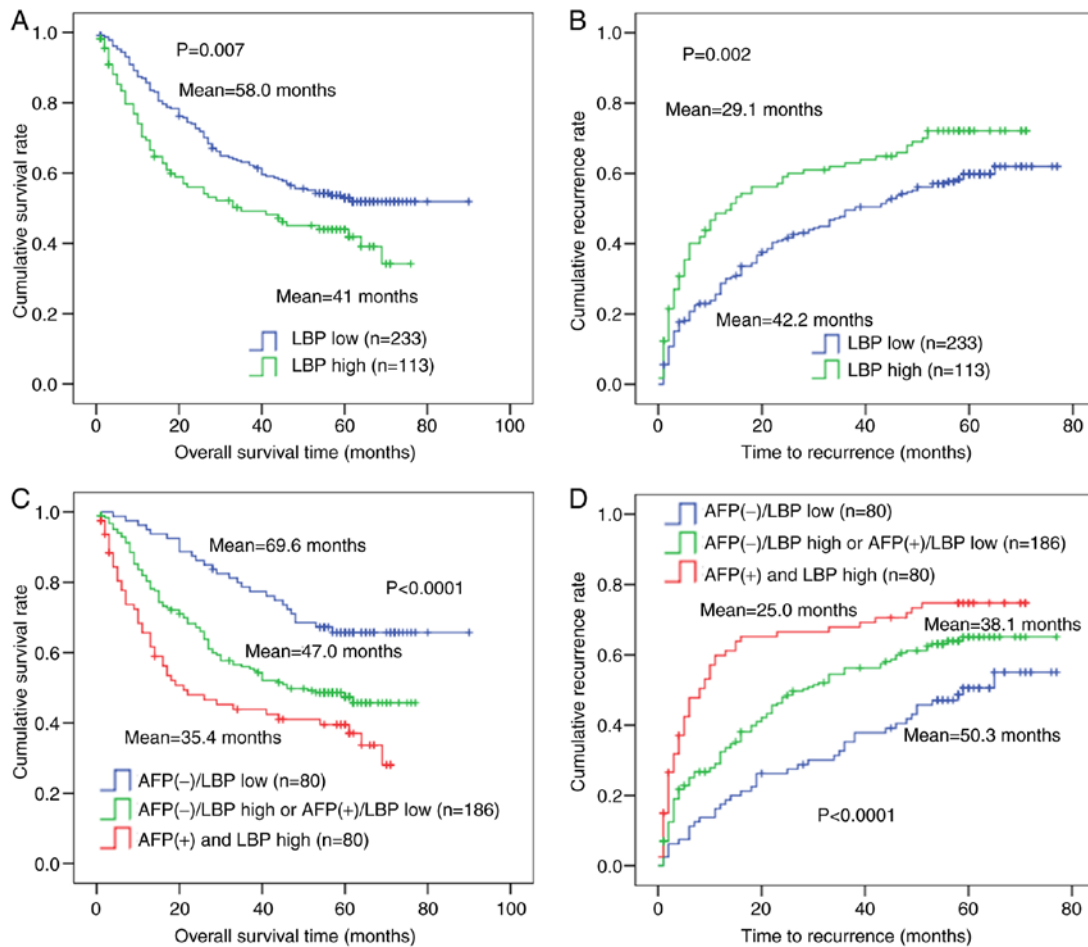 A
1.0
0.8
0.6
0.4
0.2
0.0
Cumulative survival rate
P=0.007
Mean=58.0 months
Mean=41 months
LBP low (n=233)
LBP high (n=113)
0 20 40 60 80 100
Overall survival time (months)
B
1.0
0.8
0.6
0.4
0.2
0.0
Cumulative recurrence rate
P=0.002
Mean=29.1 months
Mean=42.2 months
LBP low (n=233)
LBP high (n=113)
0 20 40 60 80
Time to recurrence (months)
C
1.0
0.8
0.6
0.4
0.2
0.0
Cumulative survival rate
Mean=69.6 months
P<0.0001
Mean=47.0 months
Mean=35.4 months
AFP(−)/LBP low (n=80)
AFP(−)/LBP high or AFP(+)/LBP low (n=186)
AFP(+) and LBP high (n=80)
0 20 40 60 80 100
Overall survival time (months)
D
1.0
0.8
0.6
0.4
0.2
0.0
Cumulative recurrence rate
AFP(−)/LBP low (n=80)
AFP(−)/LBP high or AFP(+)/LBP low (n=186)
AFP(+) and LBP high (n=80)
Mean=25.0 months
Mean=38.1 months
Mean=50.3 months
P<0.0001
0 20 40 60 80
Time to recurrence (months)